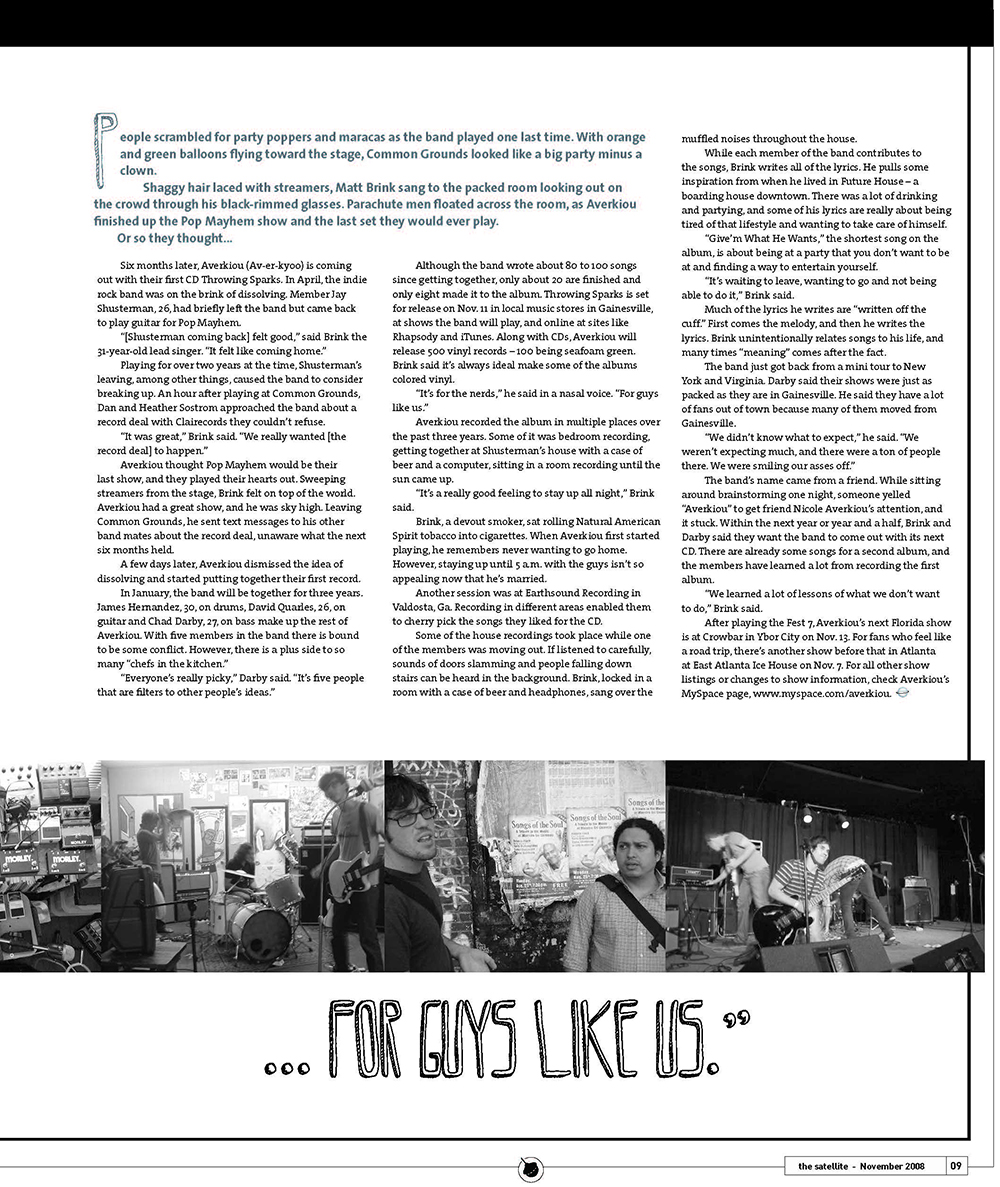 People scrambled for party poppers and maracas as the band played one last time. With orange
and green balloons flying toward the stage, Common Grounds looked like a big party minus a
clown.
Shaggy hair laced with streamers, Matt Brink sang to the packed room looking out on
the crowd through his black-rimmed glasses. Parachute men floated across the room, as Averkiou
finished up the Pop Mayhem show and the last set they would ever play.
Or so they thought...
Six months later, Averkiou (Av-er-kyoo) is coming
out with their first CD Throwing Sparks. In April, the indie
rock band was on the brink of dissolving. Member Jay
Shusterman, 26, had briefly left the band but came back
to play guitar for Pop Mayhem.
“[Shusterman coming back] felt good,” said Brink the
31-year-old lead singer. “It felt like coming home.”
Playing for over two years at the time, Shusterman’s
leaving, among other things, caused the band to consider
breaking up. An hour after playing at Common Grounds,
Dan and Heather Sostrom approached the band about a
record deal with Clairecords they couldn’t refuse.
“It was great,” Brink said. “We really wanted [the
record deal] to happen.”
Averkiou thought Pop Mayhem would be their
last show, and they played their hearts out. Sweeping
streamers from the stage, Brink felt on top of the world.
Averkiou had a great show, and he was sky high. Leaving
Common Grounds, he sent text messages to his other
band mates about the record deal, unaware what the next
six months held.
A few days later, Averkiou dismissed the idea of
dissolving and started putting together their first record.
In January, the band will be together for three years.
James Hernandez, 30, on drums, David Quarles, 26, on
guitar and Chad Darby, 27, on bass make up the rest of
Averkiou. With five members in the band there is bound
to be some conflict. However, there is a plus side to so
many “chefs in the kitchen.”
“Everyone’s really picky,” Darby said. “It’s five people
that are filters to other people’s ideas.”
Although the band wrote about 80 to 100 songs
since getting together, only about 20 are finished and
only eight made it to the album. Throwing Sparks is set
for release on Nov. 11 in local music stores in Gainesville,
at shows the band will play, and online at sites like
Rhapsody and iTunes. Along with CDs, Averkiou will
release 500 vinyl records – 100 being seafoam green.
Brink said it’s always ideal make some of the albums
colored vinyl.
“It’s for the nerds,” he said in a nasal voice. “For guys
like us.”
Averkiou recorded the album in multiple places over
the past three years. Some of it was bedroom recording,
getting together at Shusterman’s house with a case of
beer and a computer, sitting in a room recording until the
sun came up.
“It’s a really good feeling to stay up all night,” Brink
said.
Brink, a devout smoker, sat rolling Natural American
Spirit tobacco into cigarettes. When Averkiou first started
playing, he remembers never wanting to go home.
However, staying up until 5 a.m. with the guys isn’t so
appealing now that he’s married.
Another session was at Earthsound Recording in
Valdosta, Ga. Recording in different areas enabled them
to cherry pick the songs they liked for the CD.
Some of the house recordings took place while one
of the members was moving out. If listened to carefully,
sounds of doors slamming and people falling down
stairs can be heard in the background. Brink, locked in a
room with a case of beer and headphones, sang over the
muffled noises throughout the house.
While each member of the band contributes to
the songs, Brink writes all of the lyrics. He pulls some
inspiration from when he lived in Future House – a
boarding house downtown. There was a lot of drinking
and partying, and some of his lyrics are really about being
tired of that lifestyle and wanting to take care of himself.
“Give’m What He Wants,” the shortest song on the
album, is about being at a party that you don’t want to be
at and finding a way to entertain yourself.
“It’s waiting to leave, wanting to go and not being
able to do it,” Brink said.
Much of the lyrics he writes are “written off the
cuff.” First comes the melody, and then he writes the
lyrics. Brink unintentionally relates songs to his life, and
many times “meaning” comes after the fact.
The band just got back from a mini tour to New
York and Virginia. Darby said their shows were just as
packed as they are in Gainesville. He said they have a lot
of fans out of town because many of them moved from
Gainesville.
“We didn’t know what to expect,” he said. “We
weren’t expecting much, and there were a ton of people
there. We were smiling our asses off.”
The band’s name came from a friend. While sitting
around brainstorming one night, someone yelled
“Averkiou” to get friend Nicole Averkiou’s attention, and
it stuck. Within the next year or year and a half, Brink and
Darby said they want the band to come out with its next
CD. There are already some songs for a second album, and
the members have learned a lot from recording the first
album.
“We learned a lot of lessons of what we don’t want
to do,” Brink said.
After playing the Fest 7, Averkiou’s next Florida show
is at Crowbar in Ybor City on Nov. 13. For fans who feel like
a road trip, there’s another show before that in Atlanta
at East Atlanta Ice House on Nov. 7. For all other show
listings or changes to show information, check Averkiou’s
MySpace page, www.myspace.com/averkiou.
MORLEY
MORLEY
MORLEY
Songs of the Soul
Songs of the Soul
Songs of the Soul
FREE
... FOR GUYS LIKE US.”
the satellite - November 2008 09